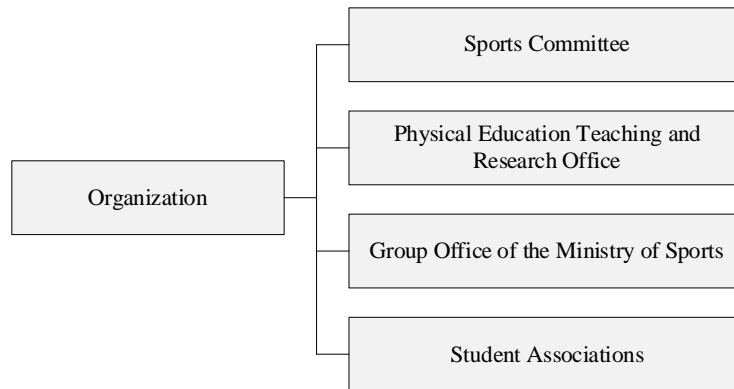 Sports Committee
Physical Education Teaching and
Research Office
Organization
Group Office of the Ministry of Sports
Student Associations